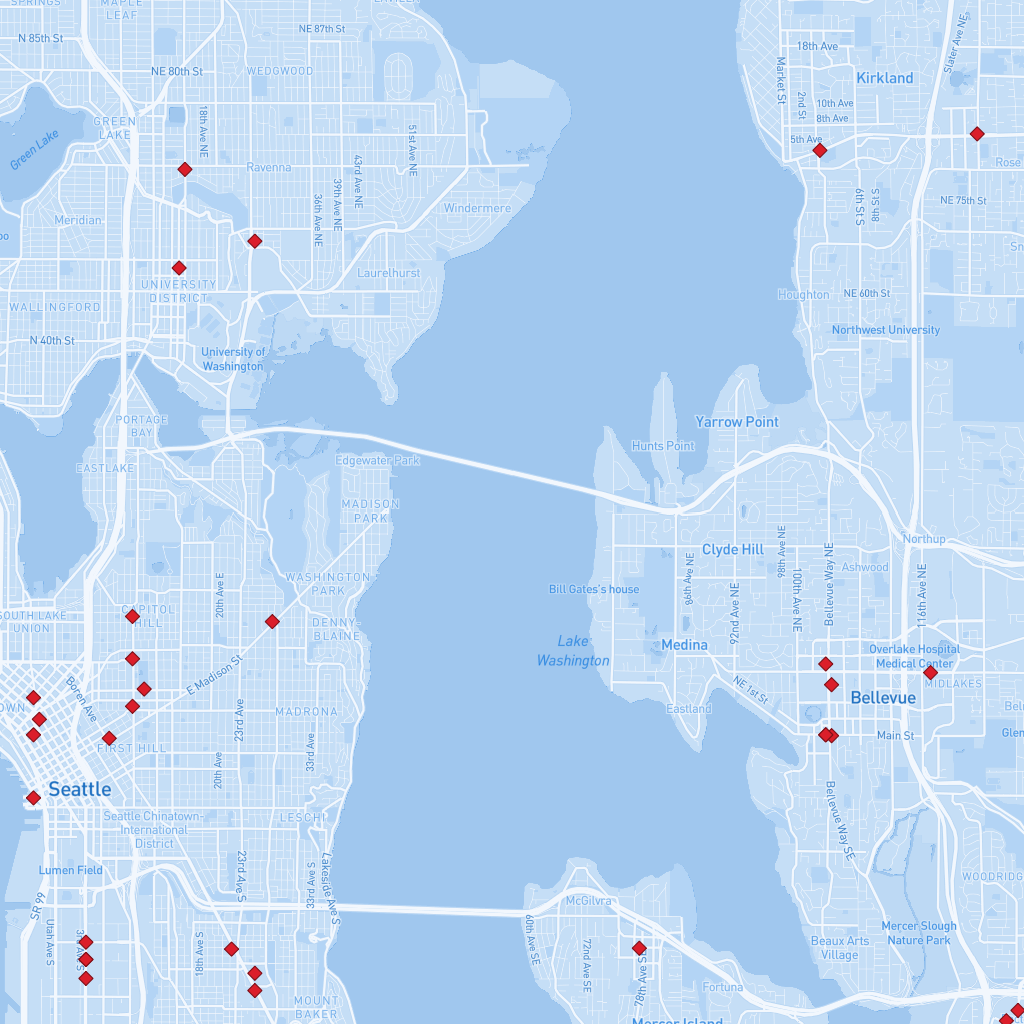 SPRINGS
MAPLE
LEAF
N 85th St
NE 87th St
NE 80th St
WEDGWOOD
18th Ave
Slater Ave NE
Kirkland
Market St
2nd St
10th Ave
8th Ave
5th Ave
Green Lake
GREEN
LAKE
18th Ave NE
51st Ave NE
Ravenna
43rd Ave NE
39th Ave NE
36th Ave NE
Rose
Meridian
Windermere
6th St S
8th St S
NE 75th St
Laurelhurst
UNIVERSITY
DISTRICT
WALLINGFORD
Houghton
NE 60th St
N 40th St
Northwest University
University of
Washington
PORTAGE
BAY
Yarrow Point
Hunts Point
EASTLAKE
Edgewater Park
MADISON
PARK
Clyde Hill
98th Ave NE
Bellevue Way NE
Northup
Ashwood
86th Ave NE
WASHINGTON
PARK
20th Ave E
Bill Gates's house
92nd Ave NE
100th Ave NE
116th Ave NE
SOUTH LAKE
UNION
CAPITOL
HILL
DENNY-
BLAINE
Lake
Washington
Medina
Overlake Hospital
Medical Center
MIDLAKES
E Madison St
Boren Ave
NE 1st St
Bellevue
Eastland
MADRONA
23rd Ave
33rd Ave
FIRST HILL
20th Ave
Main St
Seattle
Bellevue Way SE
Seattle Chinatown-
International
District
LESCHI
Lumen Field
23rd Ave S
33rd Ave S
Lakeside Ave S
McGilvra
SR 99
Utah Ave S
3rd Ave S
18th Ave S
60th Ave SE
72nd Ave SE
78th Ave SE
Beaux Arts
Village
Mercer Slough
Nature Park
Fortuna
MOUNT
BAKER
Mercer Island